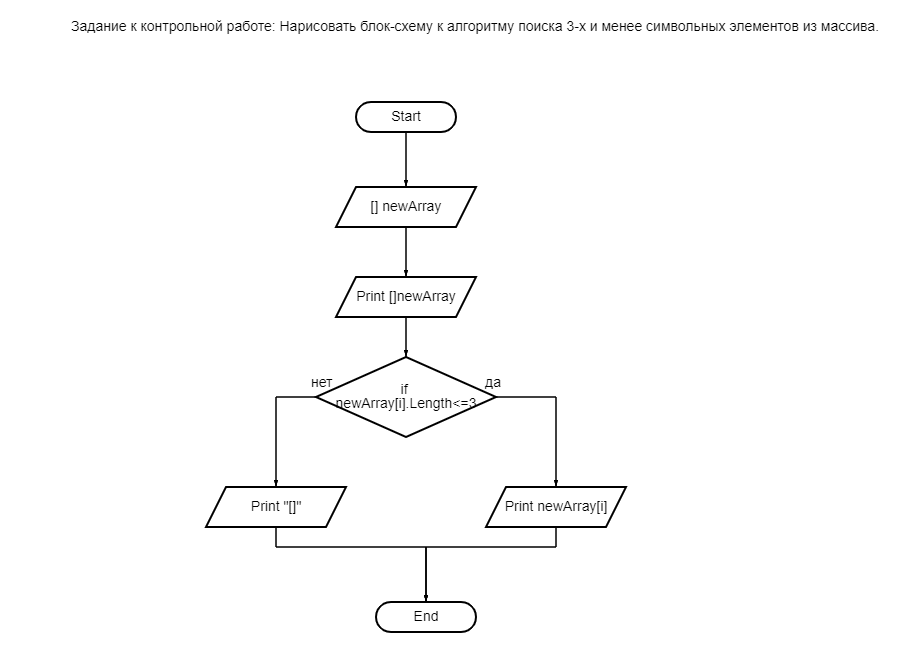 Задание к контрольной работе: Нарисовать блок-схему к алгоритму поиска 3-х и менее символьных элементов из массива.
Start
[] newArray
Print []newArray
нет
да
if
newArray[i].Length<=3
Print "[]"
Print newArray[i]
End